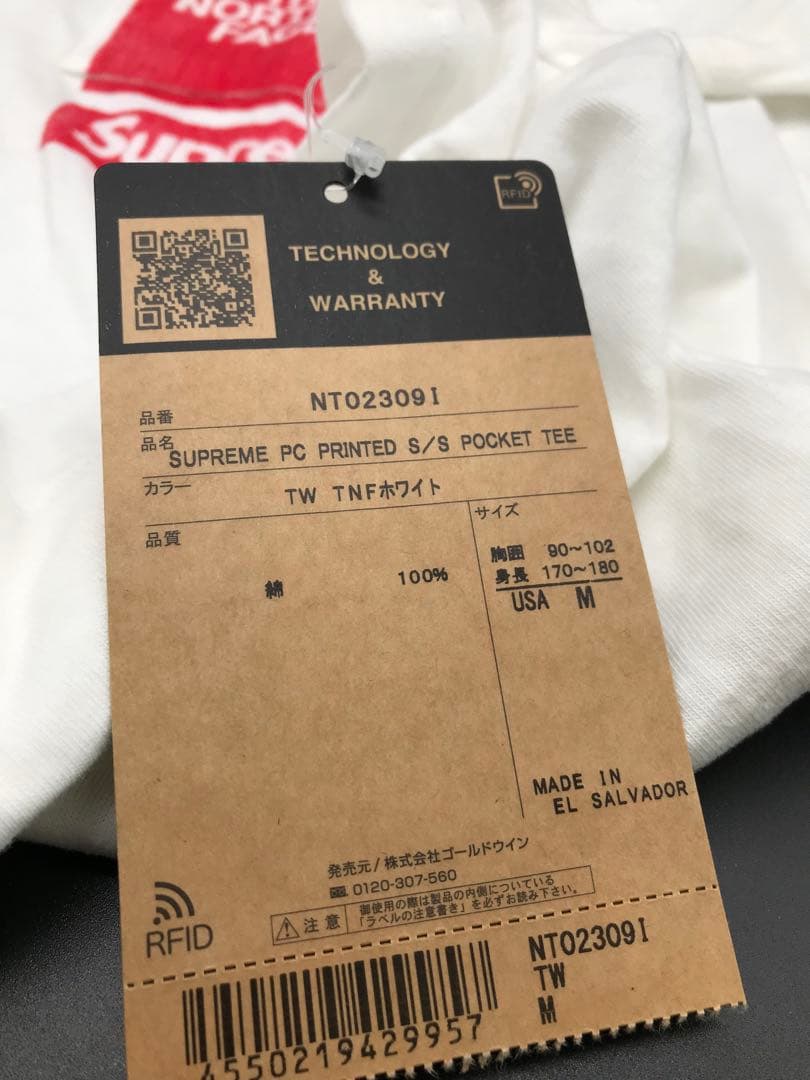 NORTH
FACE
Supre
RFID
TECHNOLOGY
&
WARRANTY
品番 NT02309I
品名 SUPREME PC PRINTED S/S POCKET TEE
カラー TW TNFホワイト
品質
綿 100%
サイズ
胸囲 90〜102
身長 170〜180
USA M
MADE IN
EL SALVADOR
発売元/株式会社ゴールドウイン
0120-307-560
注意
御使用の際は製品の内側についている
「ラベルの注意書き」を必ずお読み下さい。
RFID
NT02309I
TW
M
4550219429957